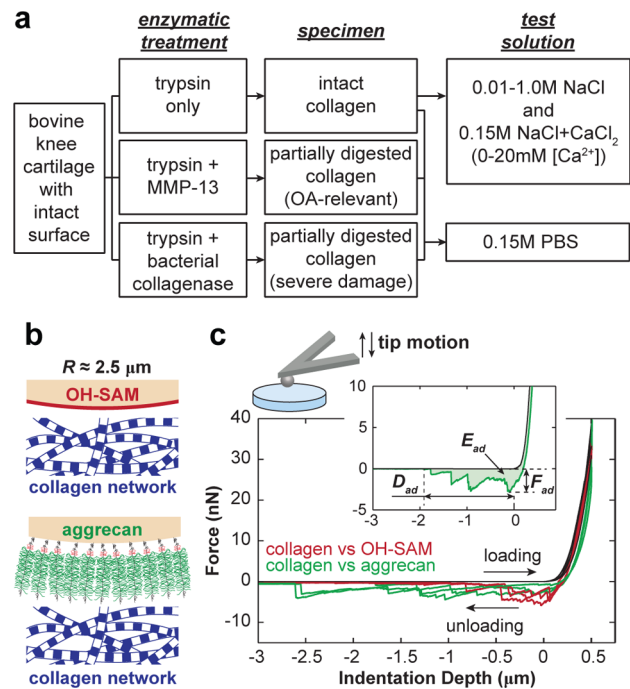 a
enzymatic
treatment
specimen
test
solution
bovine
knee
cartilage
with
intact
surface
trypsin
only
intact
collagen
0.01-1.0M NaCl
and
0.15M NaCl+CaCl₂
(0-20mM [Ca²⁺])
trypsin +
MMP-13
partially digested
collagen
(OA-relevant)
trypsin +
bacterial
collagenase
partially digested
collagen
(severe damage)
0.15M PBS
b
R ≈ 2.5 μm
OH-SAM
collagen network
aggrecan
collagen network
c
tip motion
10
5
0
-5
-3
-2
-1
0
E_ad
D_ad
F_ad
40
30
20
10
0
-10
Force (nN)
collagen vs OH-SAM
collagen vs aggrecan
loading
unloading
-3
-2.5
-2
-1.5
-1
-0.5
0
0.5
Indentation Depth (μm)